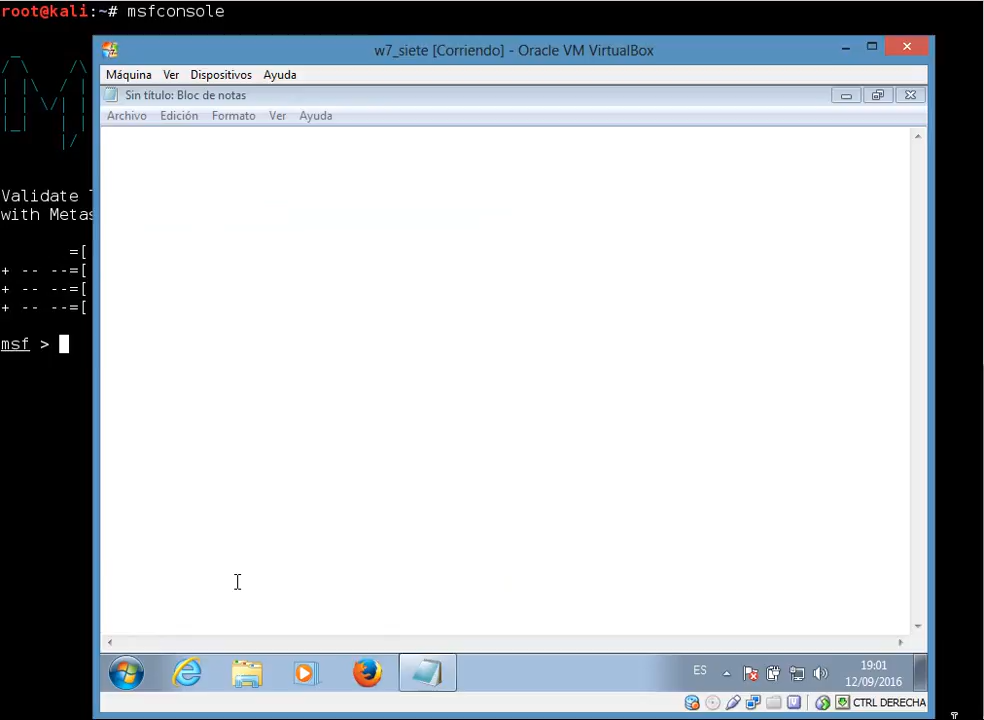 root@kali:~# msfconsole
w7_siete [Corriendo] - Oracle VM VirtualBox
Máquina Ver Dispositivos Ayuda
Sin título: Bloc de notas
Archivo Edición Formato Ver Ayuda
Validate
with Metas
=[
+ -- --=[
+ -- --=[
+ -- --=[
msf >
ES
19:01
12/09/2016
CTRL DERECHA